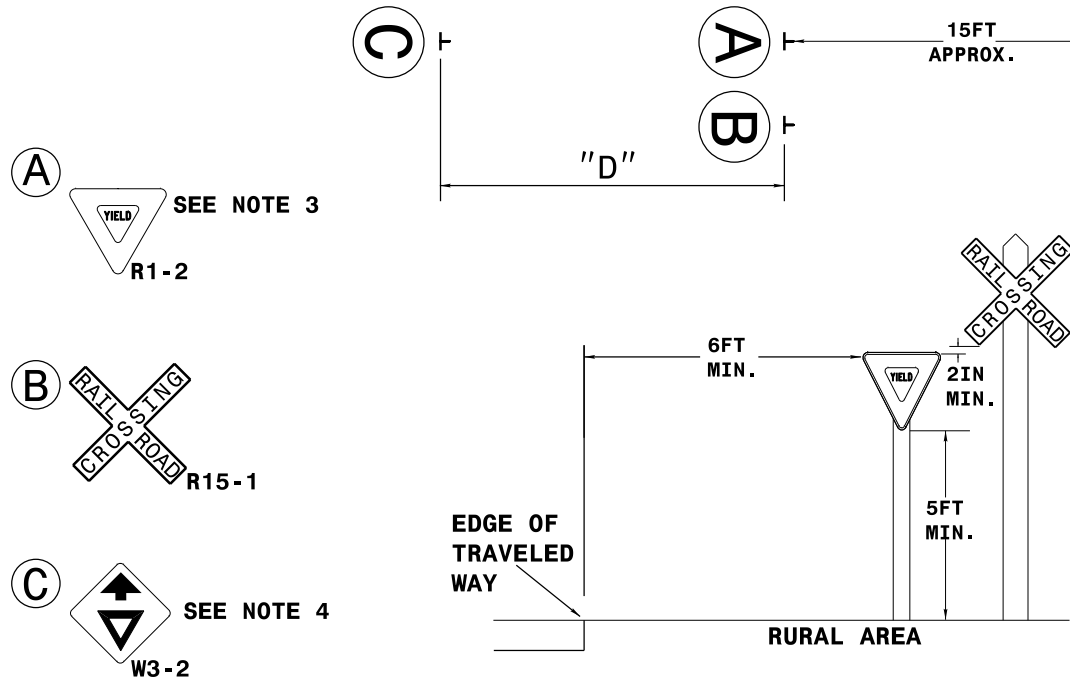 C
A
15FT
APPROX.
B
"D"
A
YIELD
SEE NOTE 3
R1-2
RAIL ROAD
CROSSING
6FT
MIN.
YIELD
2IN
MIN.
B
RAIL ROAD
CROSSING
R15-1
5FT
MIN.
EDGE OF
TRAVELED
WAY
C
SEE NOTE 4
W3-2
RURAL AREA